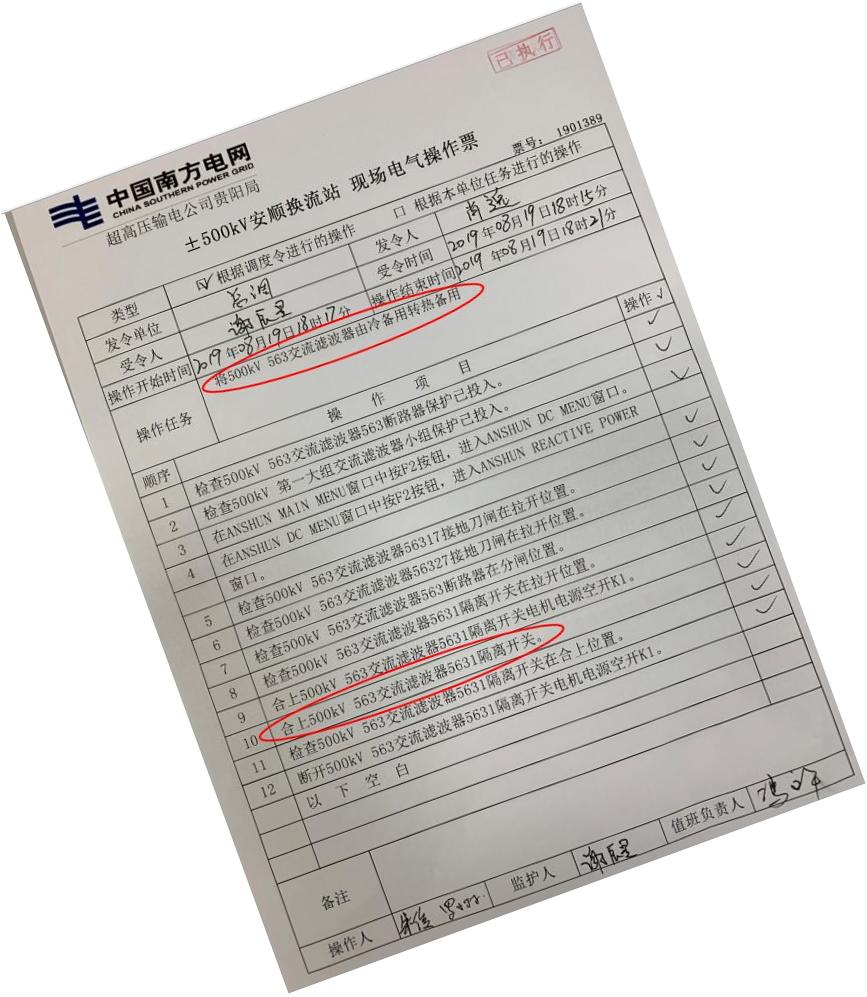 已执行
中国南方电网
CHINA SOUTHERN POWER GRID
超高压输电公司贵阳局
±500kV安顺换流站 现场电气操作票
票号: 1901389
类型 ☑ 根据调度令进行的操作 □ 根据本单位任务进行的操作
发令单位 总调 发令人 肖远
受令人 谢辰昱 受令时间 2019年08月19日18时15分
操作开始时间 2019年08月19日18时17分 操作结束时间 2019年08月19日18时21分
操作任务 将500kV 563交流滤波器由冷备用转热备用
顺序 操 作 项 目 操作√
1 检查500kV 563交流滤波器563断路器保护已投入。 ✓
2 检查500kV 第一大组交流滤波器小组保护已投入。 ✓
3 在ANSHUN MAIN MENU窗口中按F2按钮，进入ANSHUN DC MENU窗口。 ✓
4 在ANSHUN DC MENU窗口中按F2按钮，进入ANSHUN REACTIVE POWER
窗口。 ✓
5 检查500kV 563交流滤波器56317接地刀闸在拉开位置。 ✓
6 检查500kV 563交流滤波器56327接地刀闸在拉开位置。 ✓
7 检查500kV 563交流滤波器563断路器在分闸位置。 ✓
8 检查500kV 563交流滤波器5631隔离开关在拉开位置。 ✓
9 合上500kV 563交流滤波器5631隔离开关电机电源空开K1。 ✓
10 合上500kV 563交流滤波器5631隔离开关。 ✓
11 检查500kV 563交流滤波器5631隔离开关在合上位置。 ✓
12 断开500kV 563交流滤波器5631隔离开关电机电源空开K1。 ✓
以 下 空 白
备注
操作人 监护人 谢辰昱 值班负责人